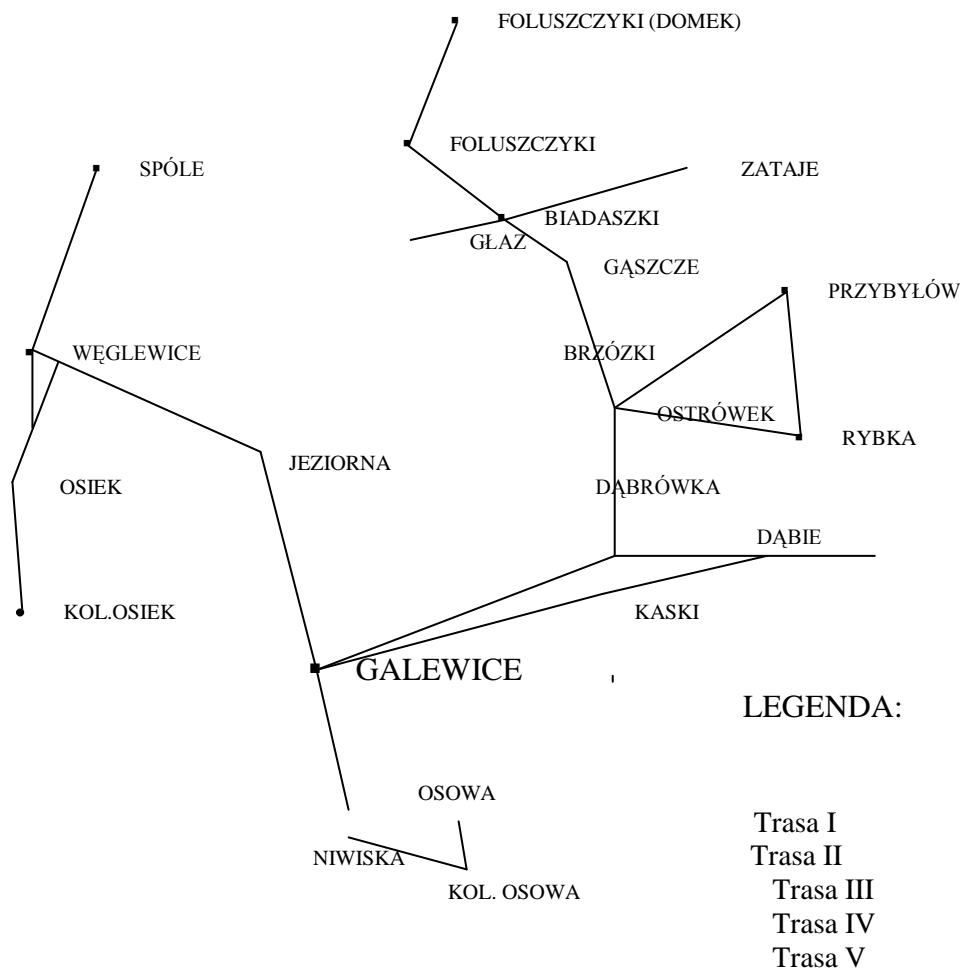 FOLUSZCZYKI (DOMEK)
FOLUSZCZYKI
SPÓLE
ZATAJE
BIADASZKI
GŁAZ
GĄSZCZE
PRZYBYŁÓW
WĘGLEWICE
BRZÓZKI
OSTRÓWEK
RYBKA
JEZIORNA
OSIEK
DĄBRÓWKA
DĄBIE
KOL.OSIEK
KASKI
GALEWICE
LEGENDA:
OSOWA
Trasa I
NIWISKA
Trasa II
KOL. OSOWA
Trasa III
Trasa IV
Trasa V